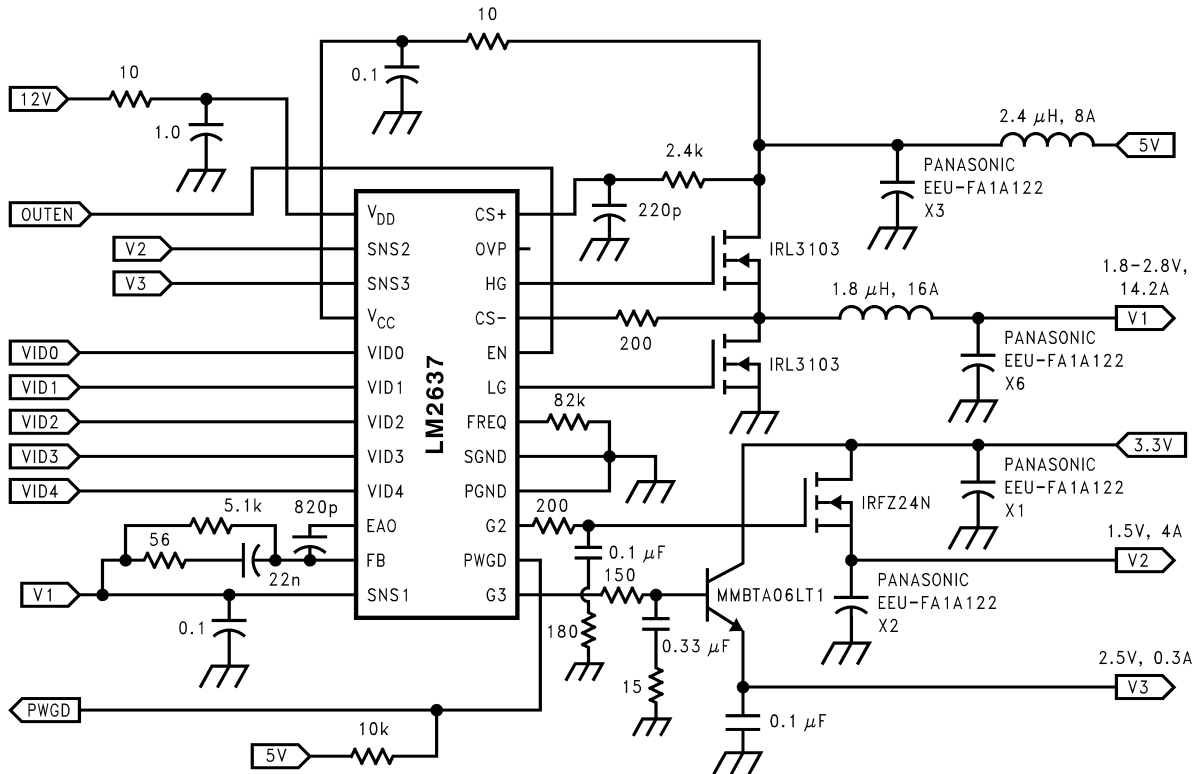 10
0.1
10
12V
1.0
2.4 μH, 8A
5V
PANASONIC
EEU-FA1A122
X3
2.4k
220p
OUTEN
V2
V3
VID0
VID1
VID2
VID3
VID4
VDD
SNS2
SNS3
VCC
VID0
VID1
VID2
VID3
VID4
EAO
FB
SNS1
LM2637
CS+
OVP
HG
CS-
EN
LG
FREQ
SGND
PGND
G2
PWGD
G3
IRL3103
1.8 μH, 16A
1.8-2.8V,
14.2A
V1
200
PANASONIC
EEU-FA1A122
X6
IRL3103
82k
3.3V
PANASONIC
EEU-FA1A122
X1
IRFZ24N
200
0.1 μF
180
1.5V, 4A
V2
PANASONIC
EEU-FA1A122
X2
150
MMBTA06LT1
0.33 μF
15
2.5V, 0.3A
V3
0.1 μF
5.1k
820p
56
22n
V1
0.1
PWGD
10k
5V